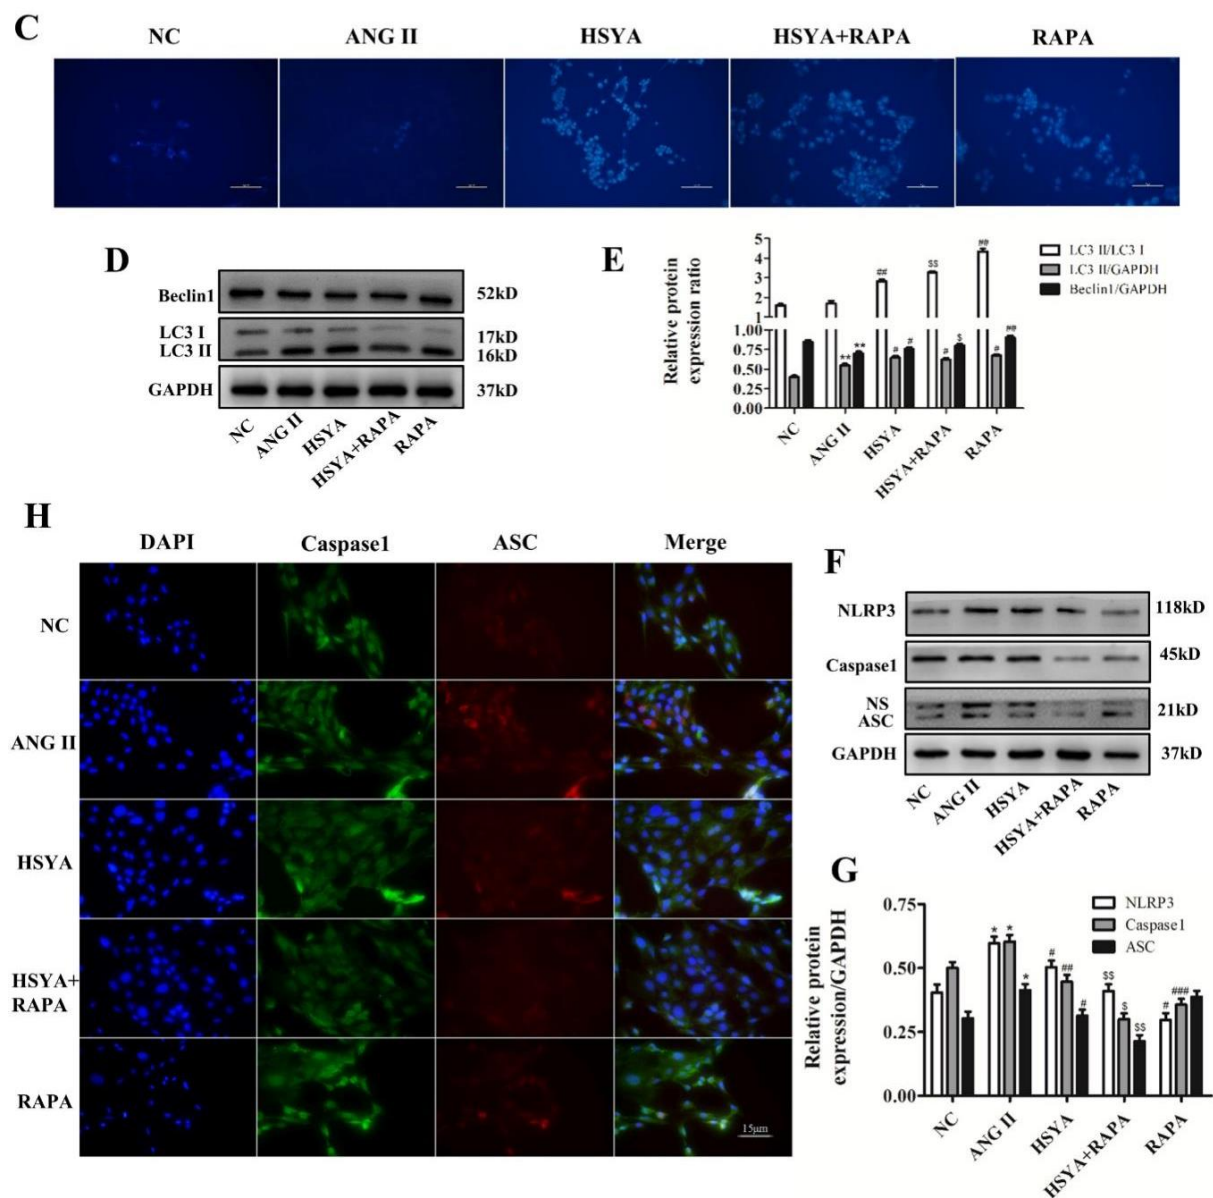 C
NC ANG II HSYA HSYA+RAPA RAPA
D
Beclin1 52kD
LC3 I 17kD
LC3 II 16kD
GAPDH 37kD
NC ANG II HSYA HSYA+RAPA RAPA
E
Relative protein
expression ratio
5
4
3
2
1
1.00
0.75
0.50
0.25
0.00
** ** ## # # $$ # $ ## # ##
NC ANG II HSYA HSYA+RAPA RAPA
LC3 II/LC3 I
LC3 II/GAPDH
Beclin1/GAPDH
H
DAPI Caspase1 ASC Merge
NC
ANG II
HSYA
HSYA+
RAPA
RAPA
15μm
F
NLRP3 118kD
Caspase1 45kD
NS
ASC 21kD
GAPDH 37kD
NC ANG II HSYA HSYA+RAPA RAPA
G
Relative protein
expression/GAPDH
0.75
0.50
0.25
0.00
* * * # ## # $$ $ $$ # ###
NC ANG II HSYA HSYA+RAPA RAPA
NLRP3
Caspase1
ASC